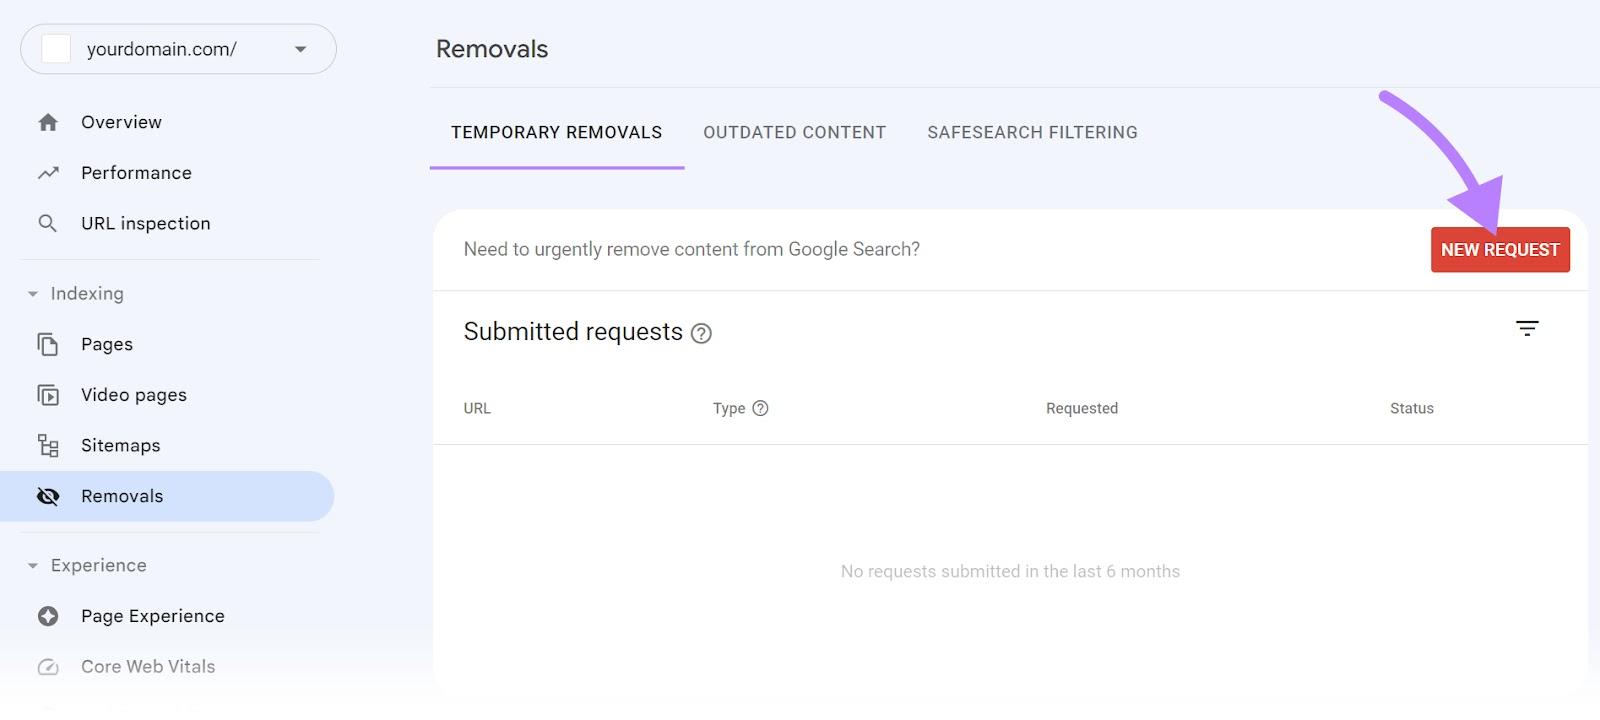 yourdomain.com/
Overview
Performance
URL inspection
Indexing
Pages
Video pages
Sitemaps
Removals
Experience
Page Experience
Core Web Vitals
Removals
TEMPORARY REMOVALS OUTDATED CONTENT SAFESEARCH FILTERING
Need to urgently remove content from Google Search? NEW REQUEST
Submitted requests
URL Type Requested Status
No requests submitted in the last 6 months